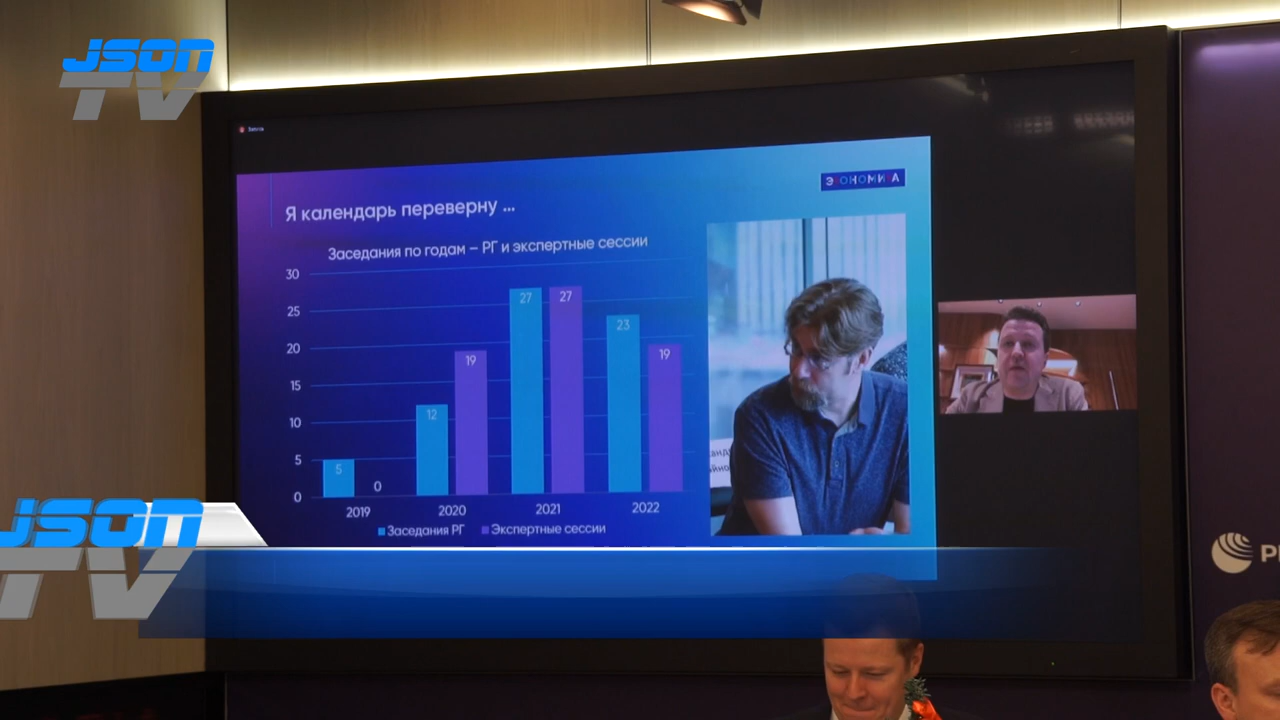 JSON
TV
ЭКОНОМИКА
Я календарь переверну ...
Заседания по годам – РГ и экспертные сессии
30
25
20
15
10
5
0
5
0
12
19
27
27
23
19
2019
2020
2021
2022
Заседания РГ
Экспертные сессии
JSON
TV